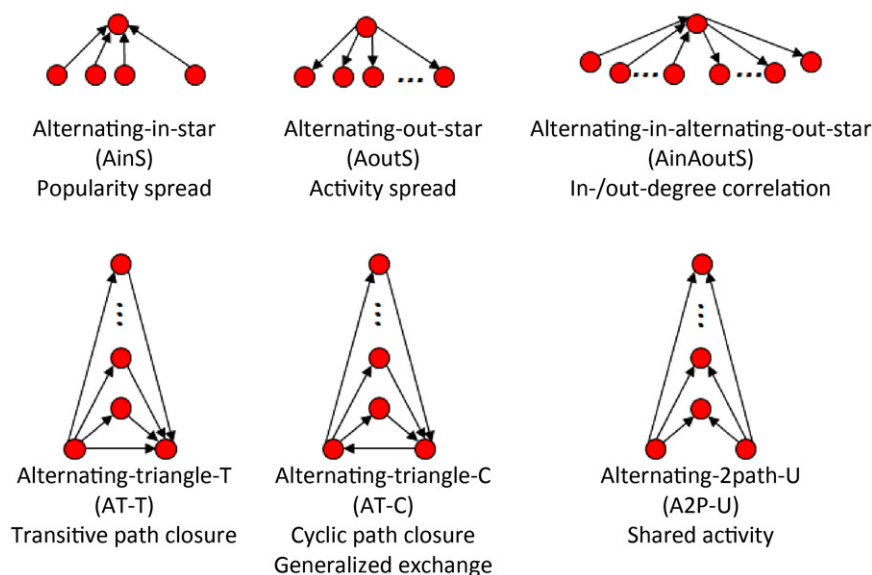 Alternating-in-star
(AinS)
Popularity spread
Alternating-out-star
(AoutS)
Activity spread
Alternating-in-alternating-out-star
(AinAoutS)
In-/out-degree correlation
Alternating-triangle-T
(AT-T)
Transitive path closure
Alternating-triangle-C
(AT-C)
Cyclic path closure
Generalized exchange
Alternating-2path-U
(A2P-U)
Shared activity